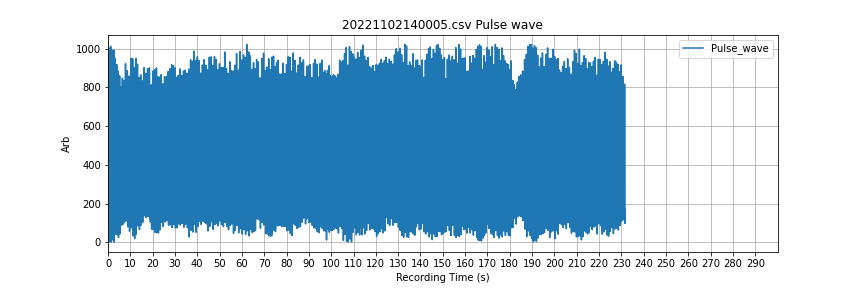 20221102140005.csv Pulse wave
Pulse_wave
Arb
1000
800
600
400
200
0
0 10 20 30 40 50 60 70 80 90 100 110 120 130 140 150 160 170 180 190 200 210 220 230 240 250 260 270 280 290
Recording Time (s)